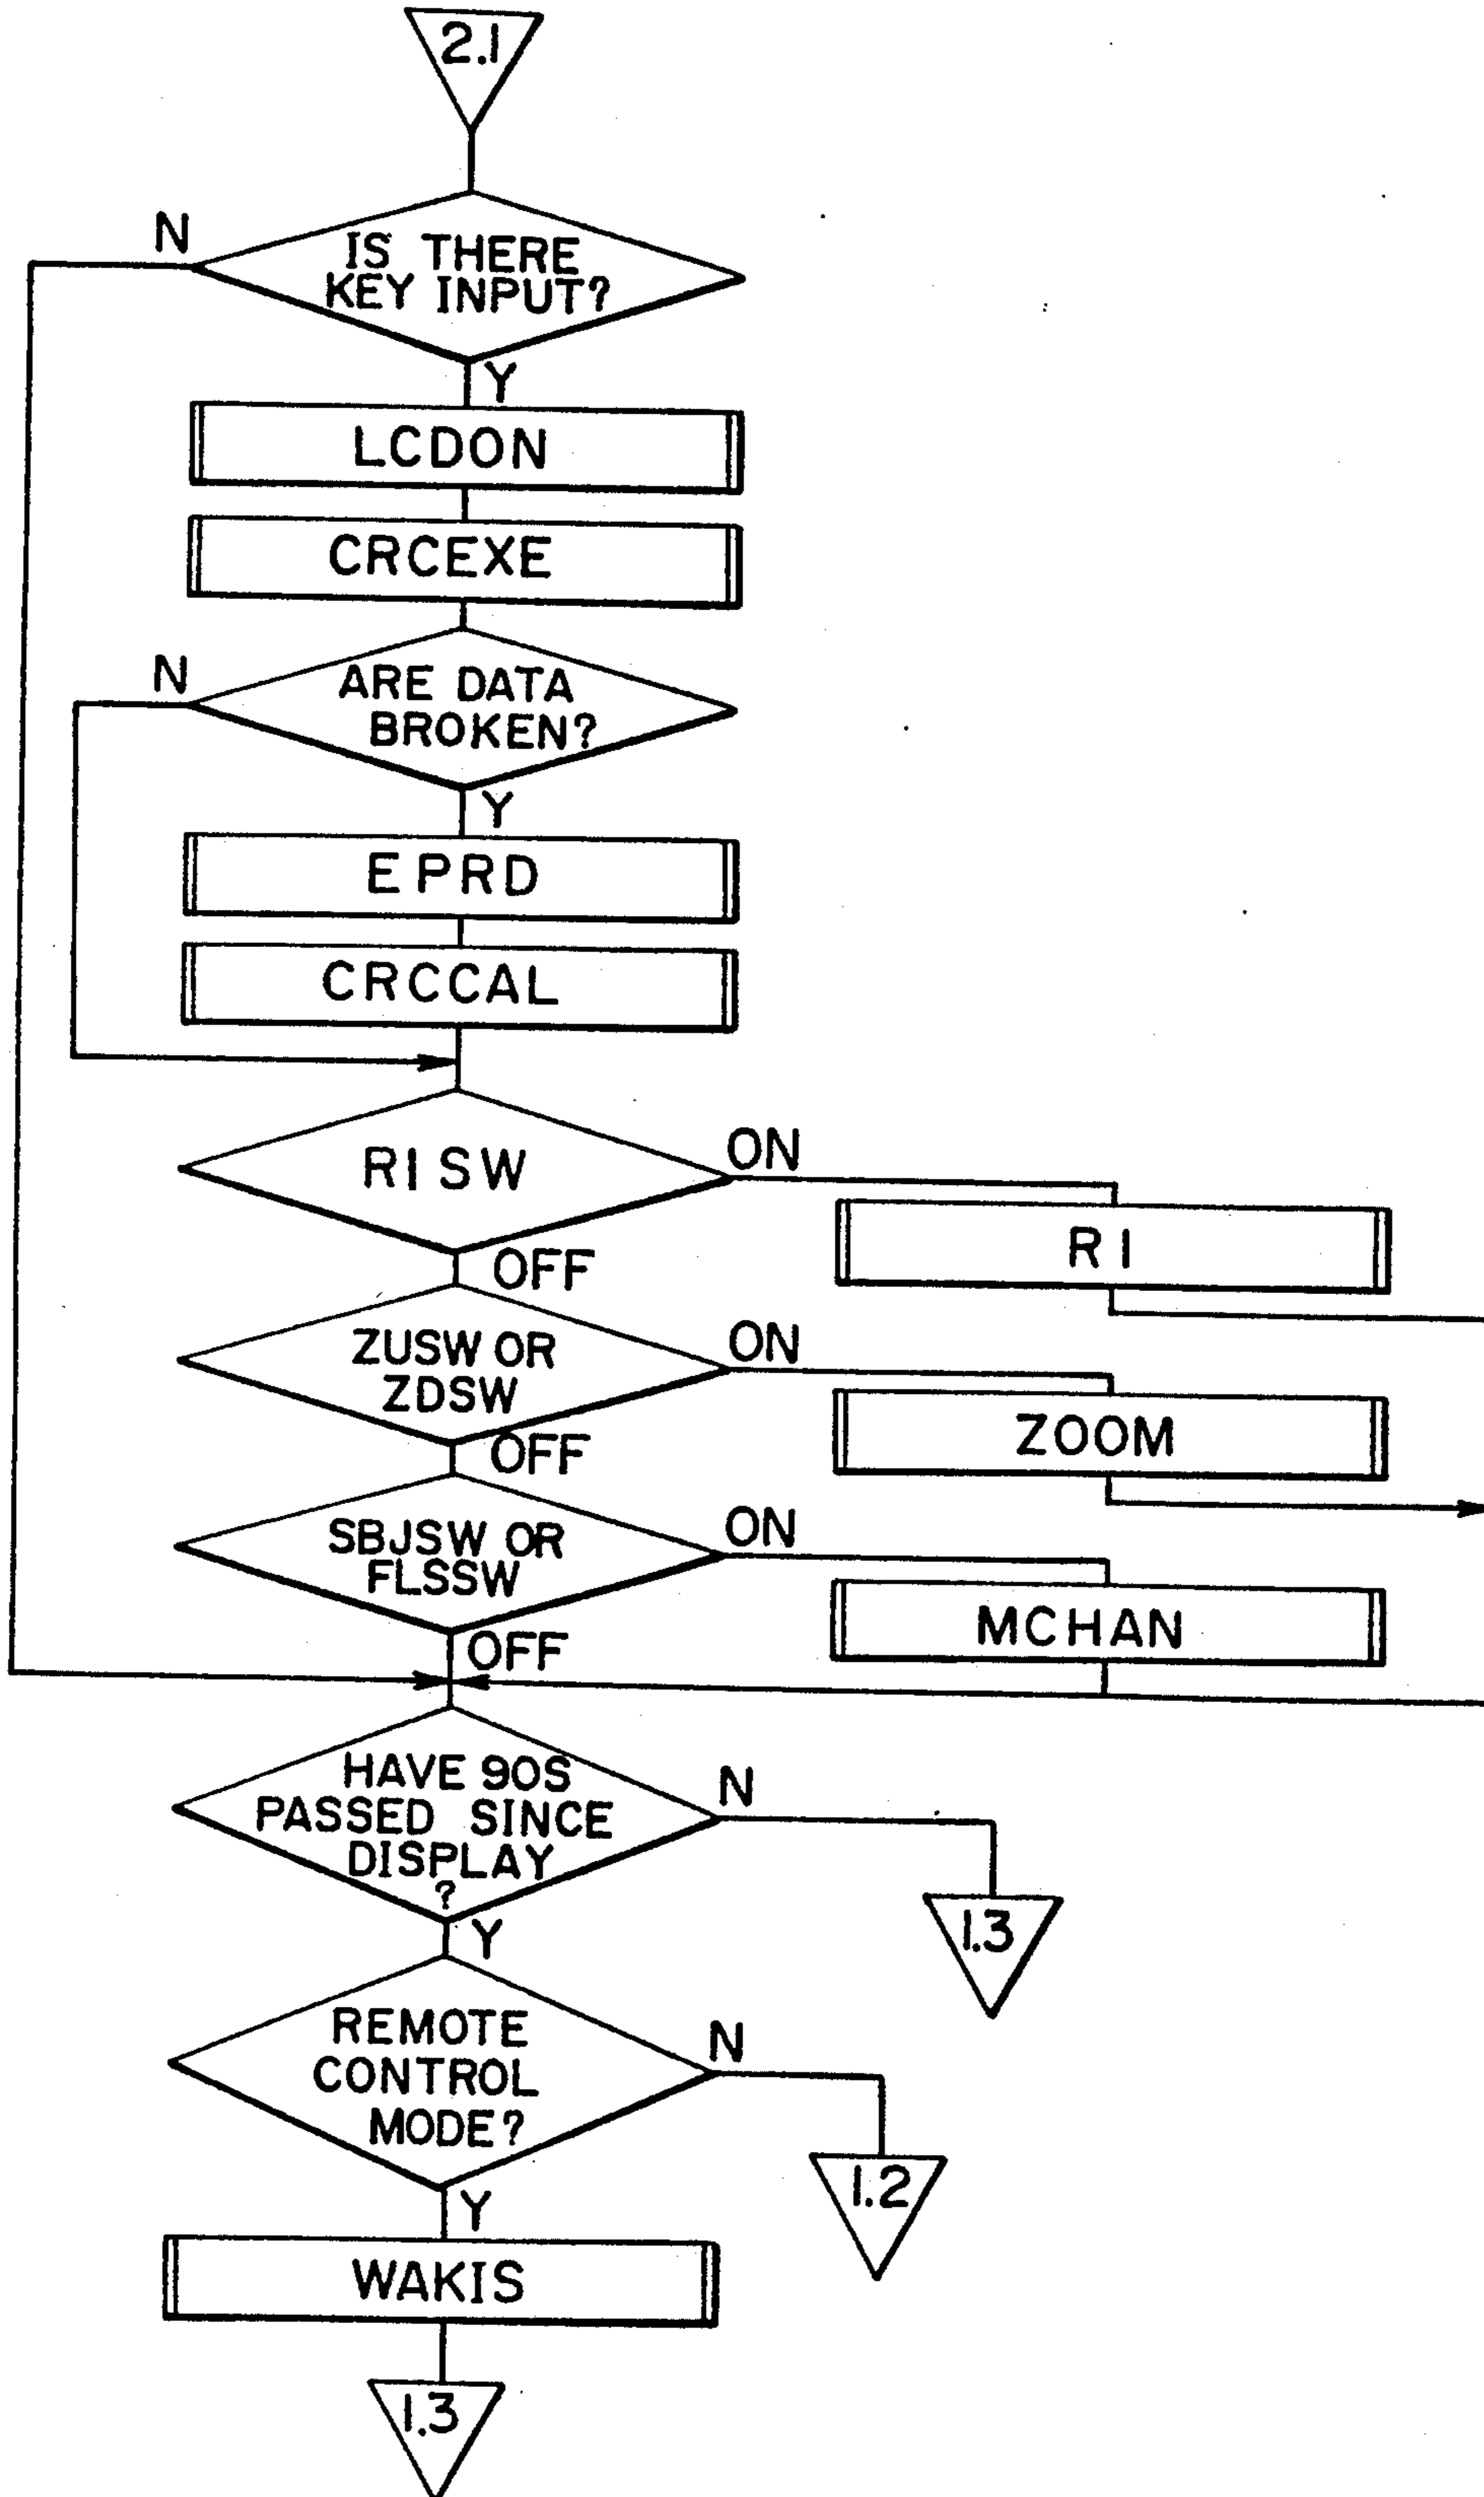 2.1
N
IS THERE
KEY INPUT?
Y
LCDON
CRCEXE
N
ARE DATA
BROKEN?
Y
EPRD
CRCCAL
RISW
ON
RI
OFF
ZUSW OR
ZDSW
ON
ZOOM
OFF
SBJSW OR
FLSSW
ON
MCHAN
OFF
HAVE 90S
PASSED SINCE
DISPLAY
?
N
1.3
Y
REMOTE
CONTROL
MODE?
N
1.2
Y
WAKIS
1.3